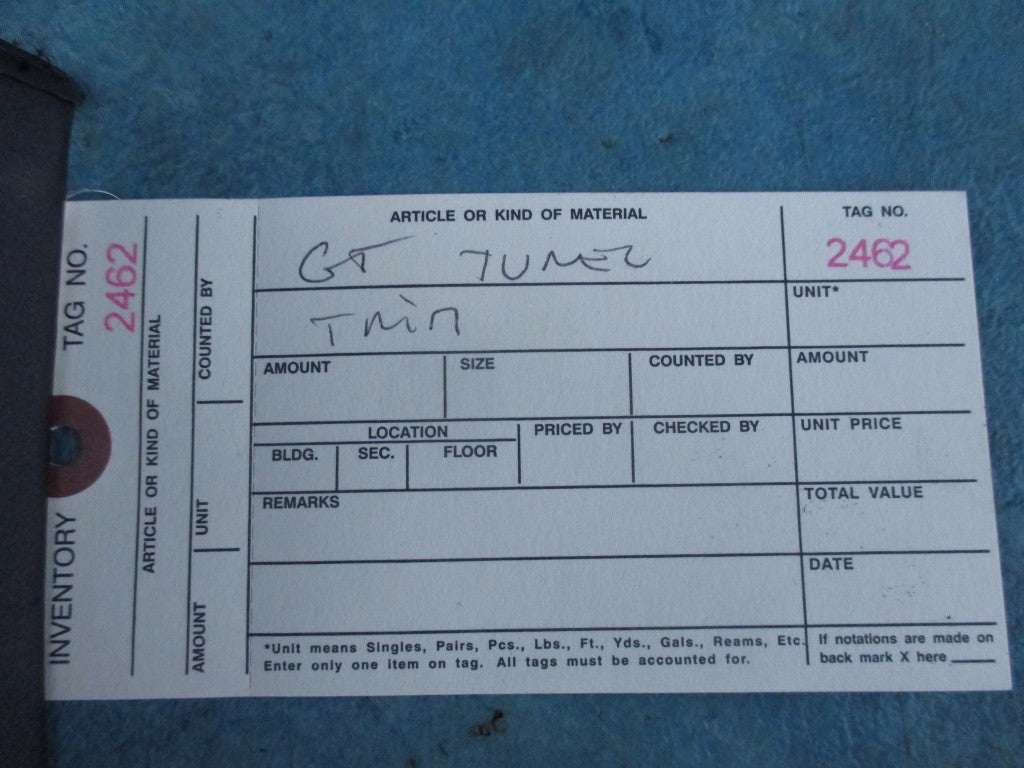 INVENTORY TAG NO. 2462
ARTICLE OR KIND OF MATERIAL
AMOUNT UNIT COUNTED BY
ARTICLE OR KIND OF MATERIAL
GT TUNER
TRIM
TAG NO.
2462
UNIT*
AMOUNT SIZE COUNTED BY AMOUNT
LOCATION PRICED BY CHECKED BY UNIT PRICE
BLDG. SEC. FLOOR
REMARKS TOTAL VALUE
DATE
*Unit means Singles, Pairs, Pcs., Lbs., Ft., Yds., Gals., Reams, Etc.
Enter only one item on tag. All tags must be accounted for.
If notations are made on
back mark X here